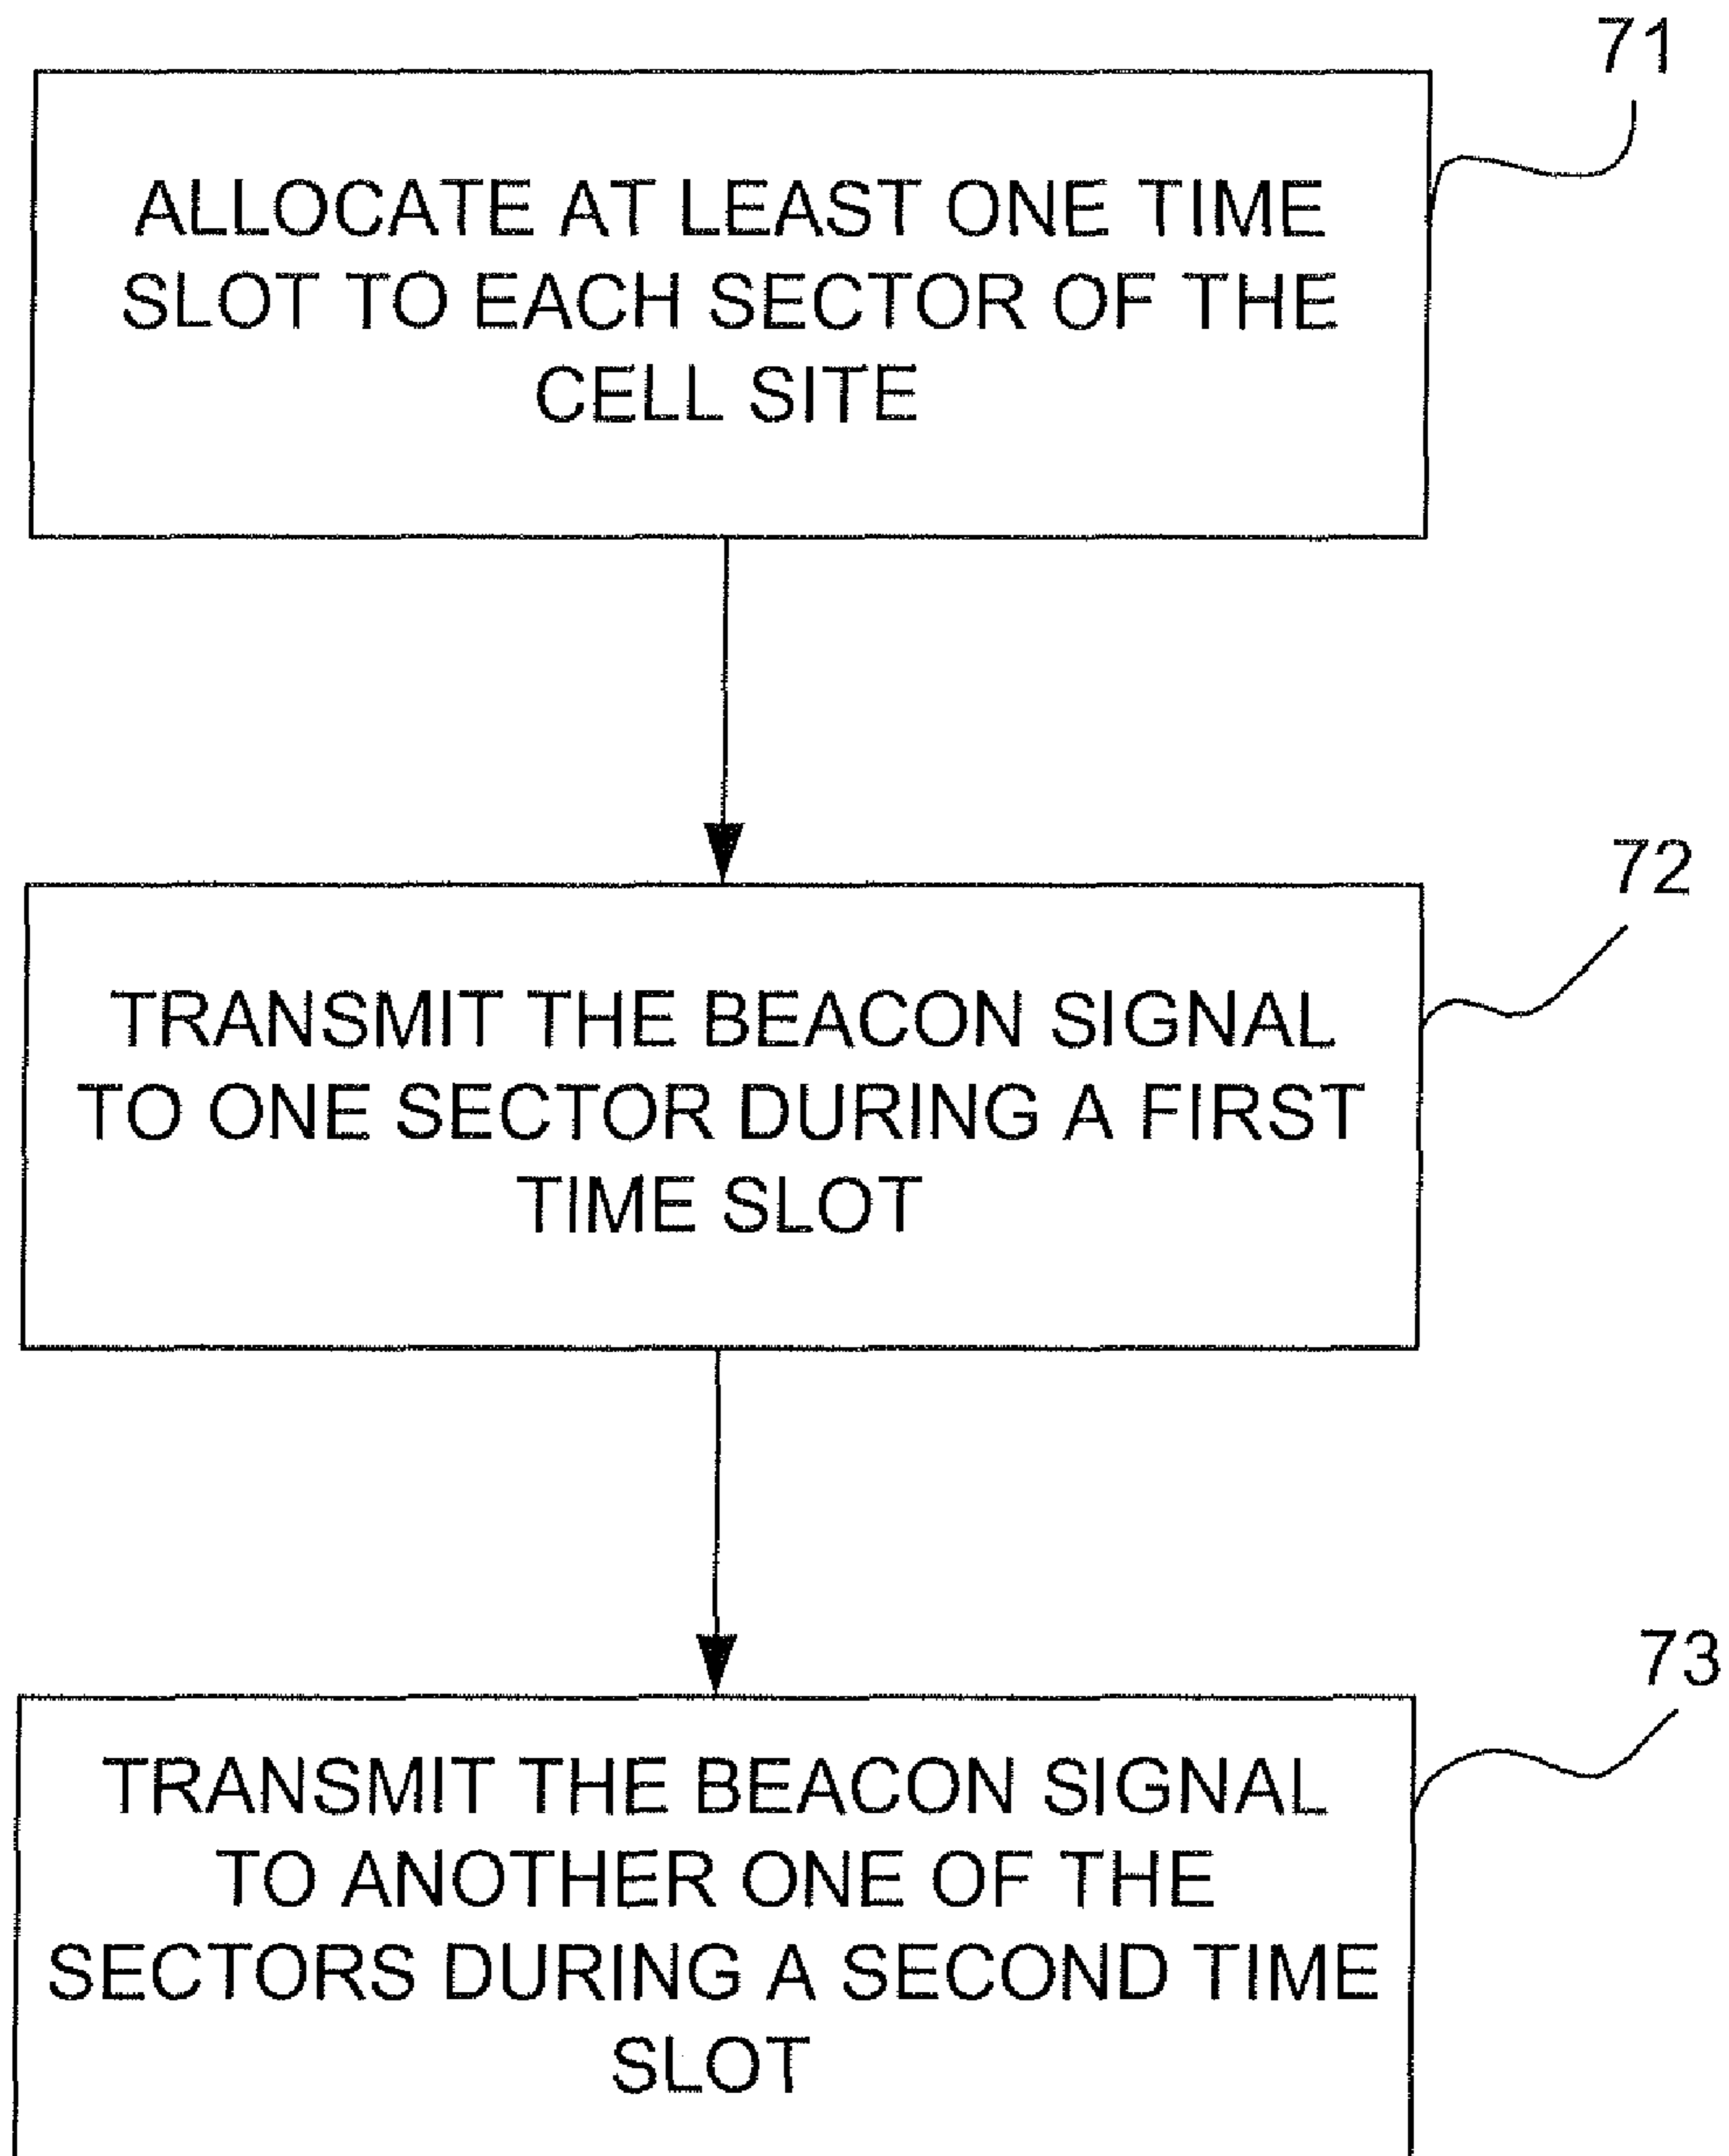 71
ALLOCATE AT LEAST ONE TIME
SLOT TO EACH SECTOR OF THE
CELL SITE
72
TRANSMIT THE BEACON SIGNAL
TO ONE SECTOR DURING A FIRST
TIME SLOT
73
TRANSMIT THE BEACON SIGNAL
TO ANOTHER ONE OF THE
SECTORS DURING A SECOND TIME
SLOT